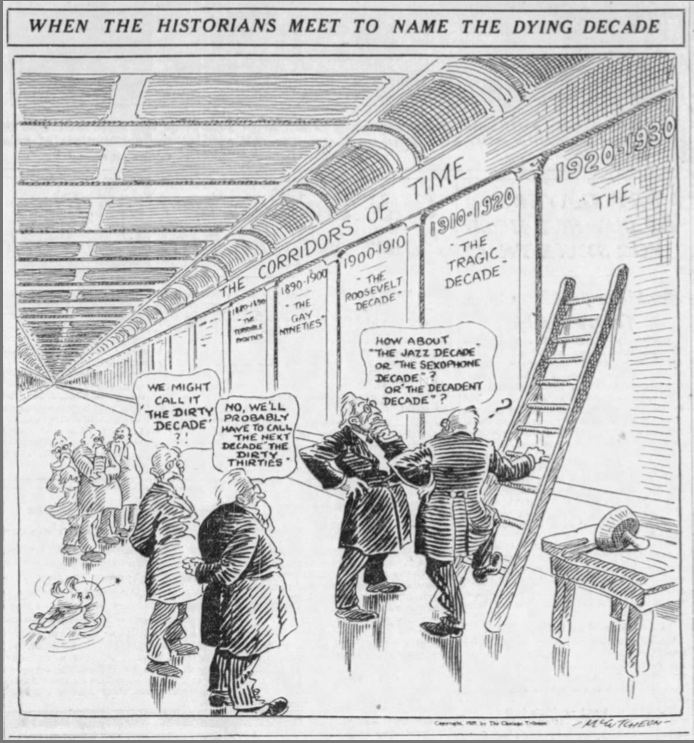 WHEN THE HISTORIANS MEET TO NAME THE DYING DECADE
THE CORRIDORS OF TIME
1880-1890
"THE
TERRIBLE
EIGHTIES
1890-1900
"THE
GAY
NINETIES"
1900-1910
"THE
ROOSEVELT
DECADE"
1910-1920
"THE
TRAGIC
DECADE"
1920-1930
THE
WE MIGHT
CALL IT
"THE DIRTY
DECADE"
?!
NO, WE'LL
PROBABLY
HAVE TO CALL
THE NEXT
DECADE "THE
DIRTY
THIRTIES"
HOW ABOUT
"THE JAZZ DECADE"
OR "THE SEXOPHONE
DECADE"?
OR "THE DECADENT
DECADE"?
??
Copyright, 1929, by The Chicago Tribune
-McCUTCHEON-